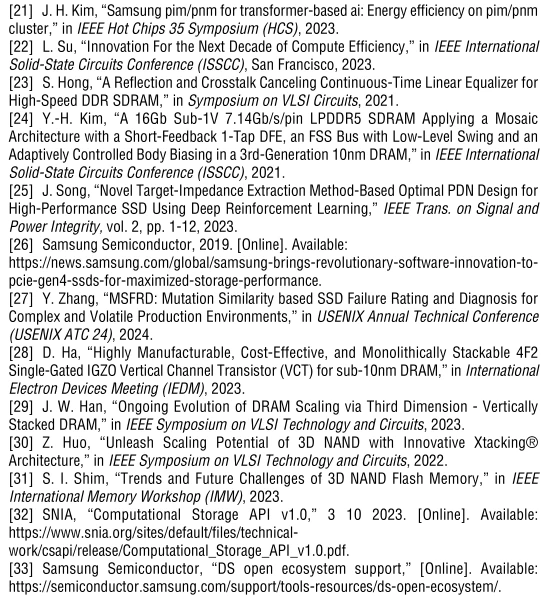 [21] J. H. Kim, “Samsung pim/pnm for transformer-based ai: Energy efficiency on pim/pnm
cluster,” in IEEE Hot Chips 35 Symposium (HCS), 2023.
[22] L. Su, “Innovation For the Next Decade of Compute Efficiency,” in IEEE International
Solid-State Circuits Conference (ISSCC), San Francisco, 2023.
[23] S. Hong, “A Reflection and Crosstalk Canceling Continuous-Time Linear Equalizer for
High-Speed DDR SDRAM,” in Symposium on VLSI Circuits, 2021.
[24] Y.-H. Kim, “A 16Gb Sub-1V 7.14Gb/s/pin LPDDR5 SDRAM Applying a Mosaic
Architecture with a Short-Feedback 1-Tap DFE, an FSS Bus with Low-Level Swing and an
Adaptively Controlled Body Biasing in a 3rd-Generation 10nm DRAM,” in IEEE International
Solid-State Circuits Conference (ISSCC), 2021.
[25] J. Song, “Novel Target-Impedance Extraction Method-Based Optimal PDN Design for
High-Performance SSD Using Deep Reinforcement Learning,” IEEE Trans. on Signal and
Power Integrity, vol. 2, pp. 1-12, 2023.
[26] Samsung Semiconductor, 2019. [Online]. Available:
https://news.samsung.com/global/samsung-brings-revolutionary-software-innovation-to-
pcie-gen4-ssds-for-maximized-storage-performance.
[27] Y. Zhang, “MSFRD: Mutation Similarity based SSD Failure Rating and Diagnosis for
Complex and Volatile Production Environments,” in USENIX Annual Technical Conference
(USENIX ATC 24), 2024.
[28] D. Ha, “Highly Manufacturable, Cost-Effective, and Monolithically Stackable 4F2
Single-Gated IGZO Vertical Channel Transistor (VCT) for sub-10nm DRAM,” in International
Electron Devices Meeting (IEDM), 2023.
[29] J. W. Han, “Ongoing Evolution of DRAM Scaling via Third Dimension - Vertically
Stacked DRAM,” in IEEE Symposium on VLSI Technology and Circuits, 2023.
[30] Z. Huo, “Unleash Scaling Potential of 3D NAND with Innovative Xtacking®
Architecture,” in IEEE Symposium on VLSI Technology and Circuits, 2022.
[31] S. I. Shim, “Trends and Future Challenges of 3D NAND Flash Memory,” in IEEE
International Memory Workshop (IMW), 2023.
[32] SNIA, “Computational Storage API v1.0,” 3 10 2023. [Online]. Available:
https://www.snia.org/sites/default/files/technical-
work/csapi/release/Computational_Storage_API_v1.0.pdf.
[33] Samsung Semiconductor, “DS open ecosystem support,” [Online]. Available:
https://semiconductor.samsung.com/support/tools-resources/ds-open-ecosystem/.